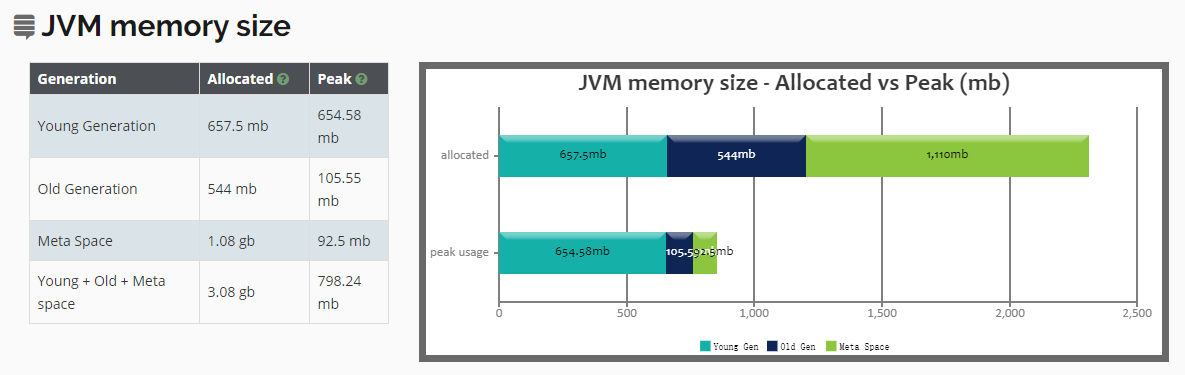 JVM memory size
Generation Allocated ? Peak ?
Young Generation 657.5 mb 654.58 mb
Old Generation 544 mb 105.55 mb
Meta Space 1.08 gb 92.5 mb
Young + Old + Meta space 3.08 gb 798.24 mb
JVM memory size - Allocated vs Peak (mb)
allocated 657.5mb 544mb 1,110mb
peak usage 654.58mb 105.5 92.5mb
0 500 1,000 1,500 2,000 2,500
Young Gen Old Gen Meta Space